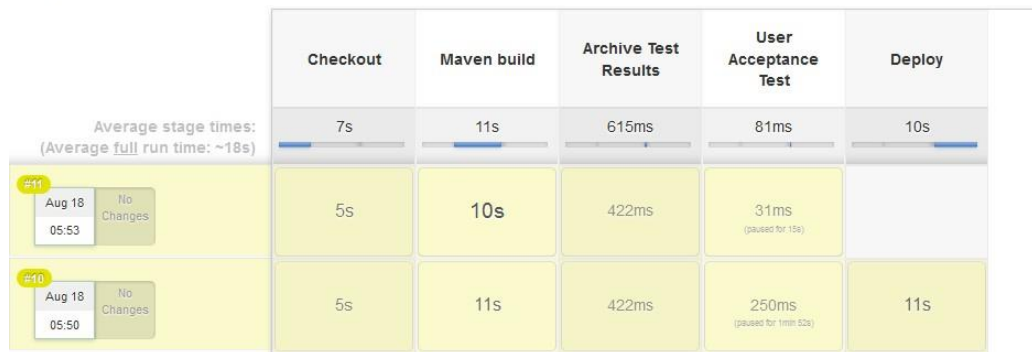 Checkout
Maven build
Archive Test
Results
User
Acceptance
Test
Deploy
Average stage times:
(Average full run time: ~18s)
7s
11s
615ms
81ms
10s
#11
Aug 18
05:53
No
Changes
5s
10s
422ms
31ms
(paused for 15s)
#10
Aug 18
05:50
No
Changes
5s
11s
422ms
250ms
(paused for 1min 52s)
11s